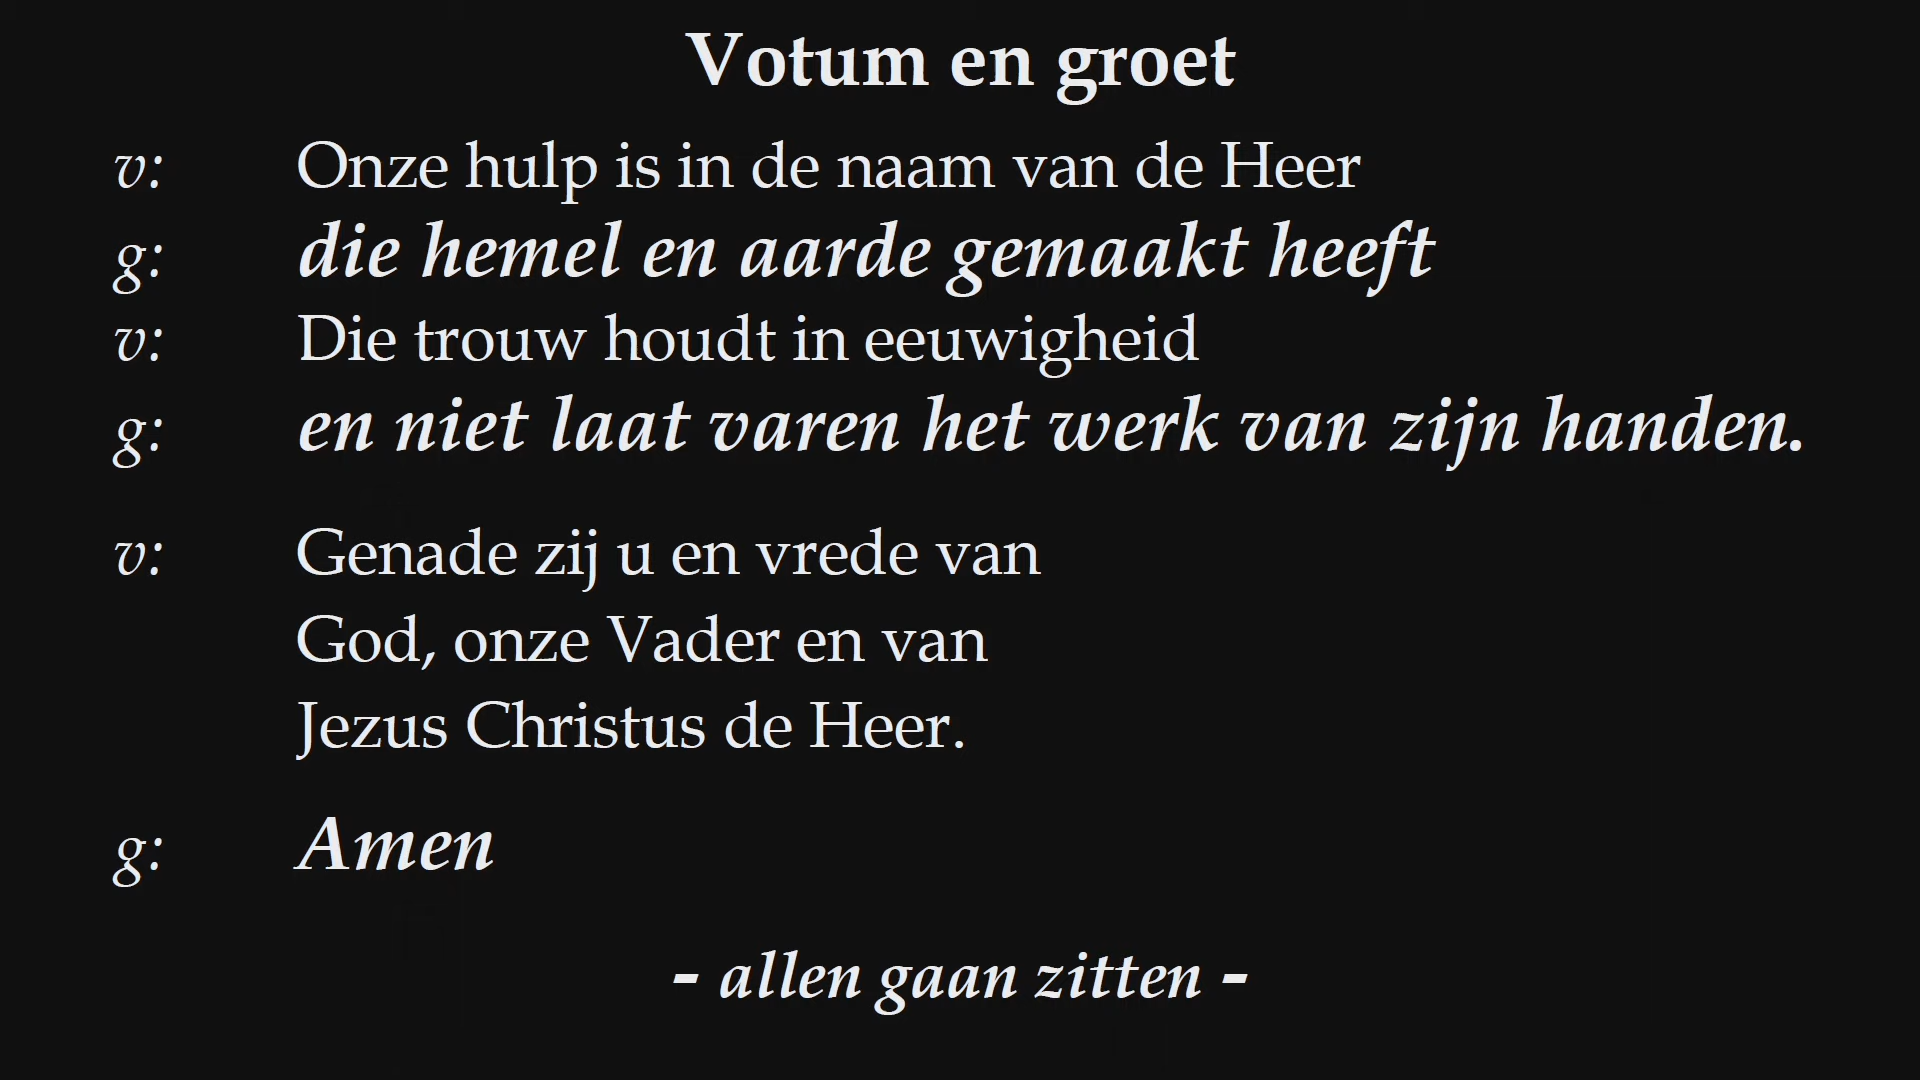 Votum en groet
v: Onze hulp is in de naam van de Heer
g: die hemel en aarde gemaakt heeft
v: Die trouw houdt in eeuwigheid
g: en niet laat varen het werk van zijn handen.
v: Genade zij u en vrede van
God, onze Vader en van
Jezus Christus de Heer.
g: Amen
- allen gaan zitten -